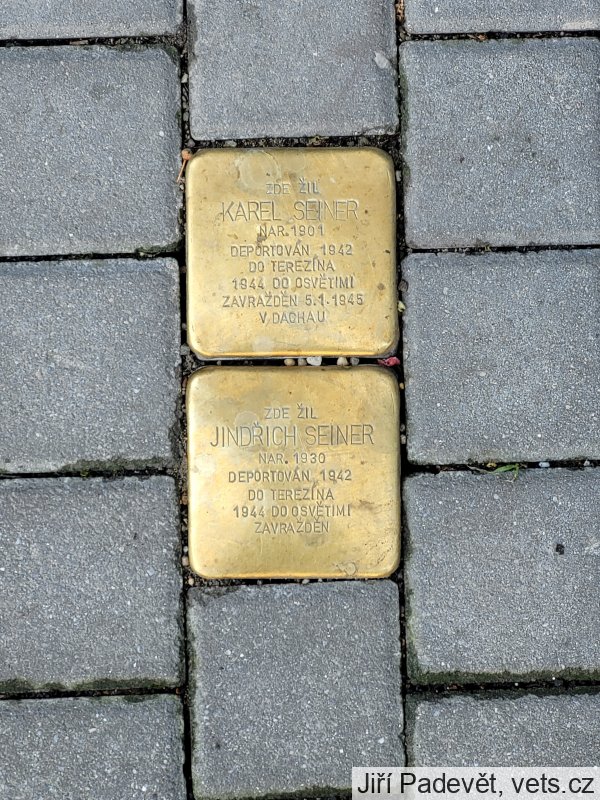 ZDE ŽIL
KAREL SEINER
NAR. 1901
DEPORTOVÁN 1942
DO TEREZÍNA
1944 DO OSVĚTIMI
ZAVRAŽDĚN 5.1.1945
V DACHAU
ZDE ŽIL
JINDŘICH SEINER
NAR. 1930
DEPORTOVÁN 1942
DO TEREZÍNA
1944 DO OSVĚTIMI
ZAVRAŽDĚN
Jiří Padevět, vets.cz